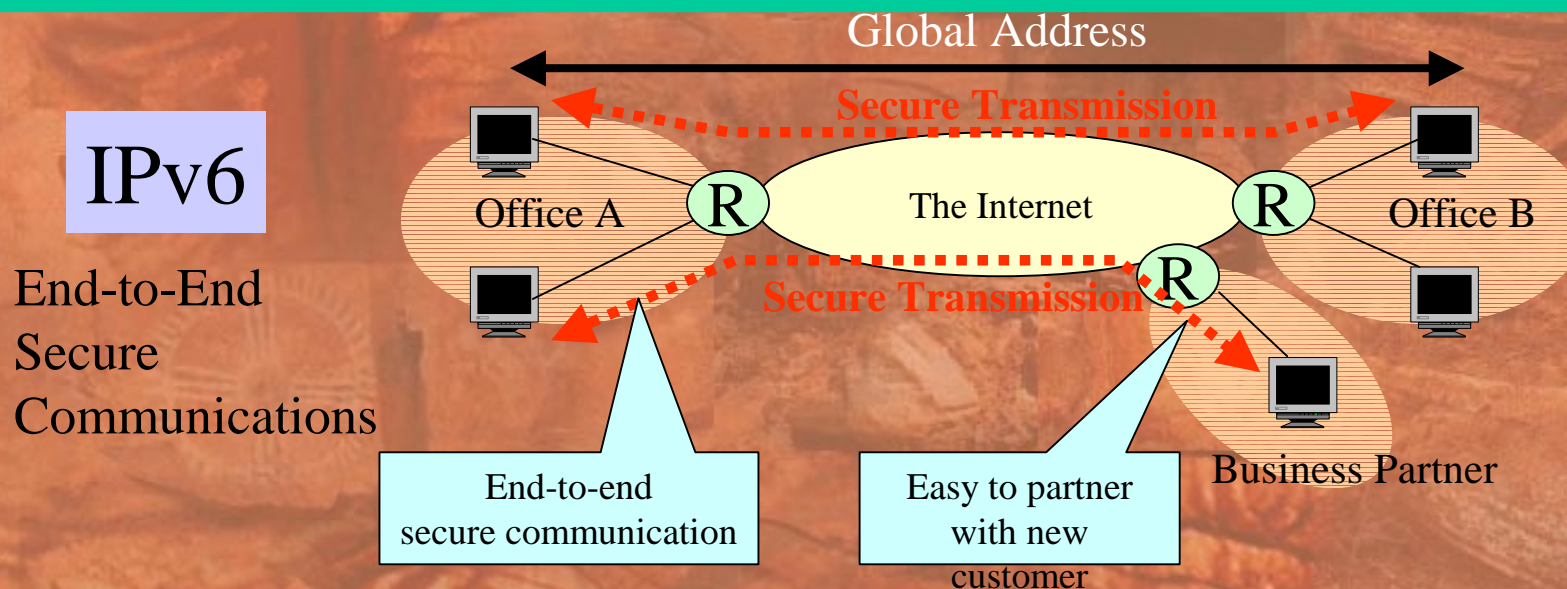 Global Address
Secure Transmission
IPv6
R
The Internet
R
Office A
Office B
R
Secure Transmission
End-to-End
Secure
Communications
End-to-end
secure communication
Easy to partner
with new
customer
Business Partner